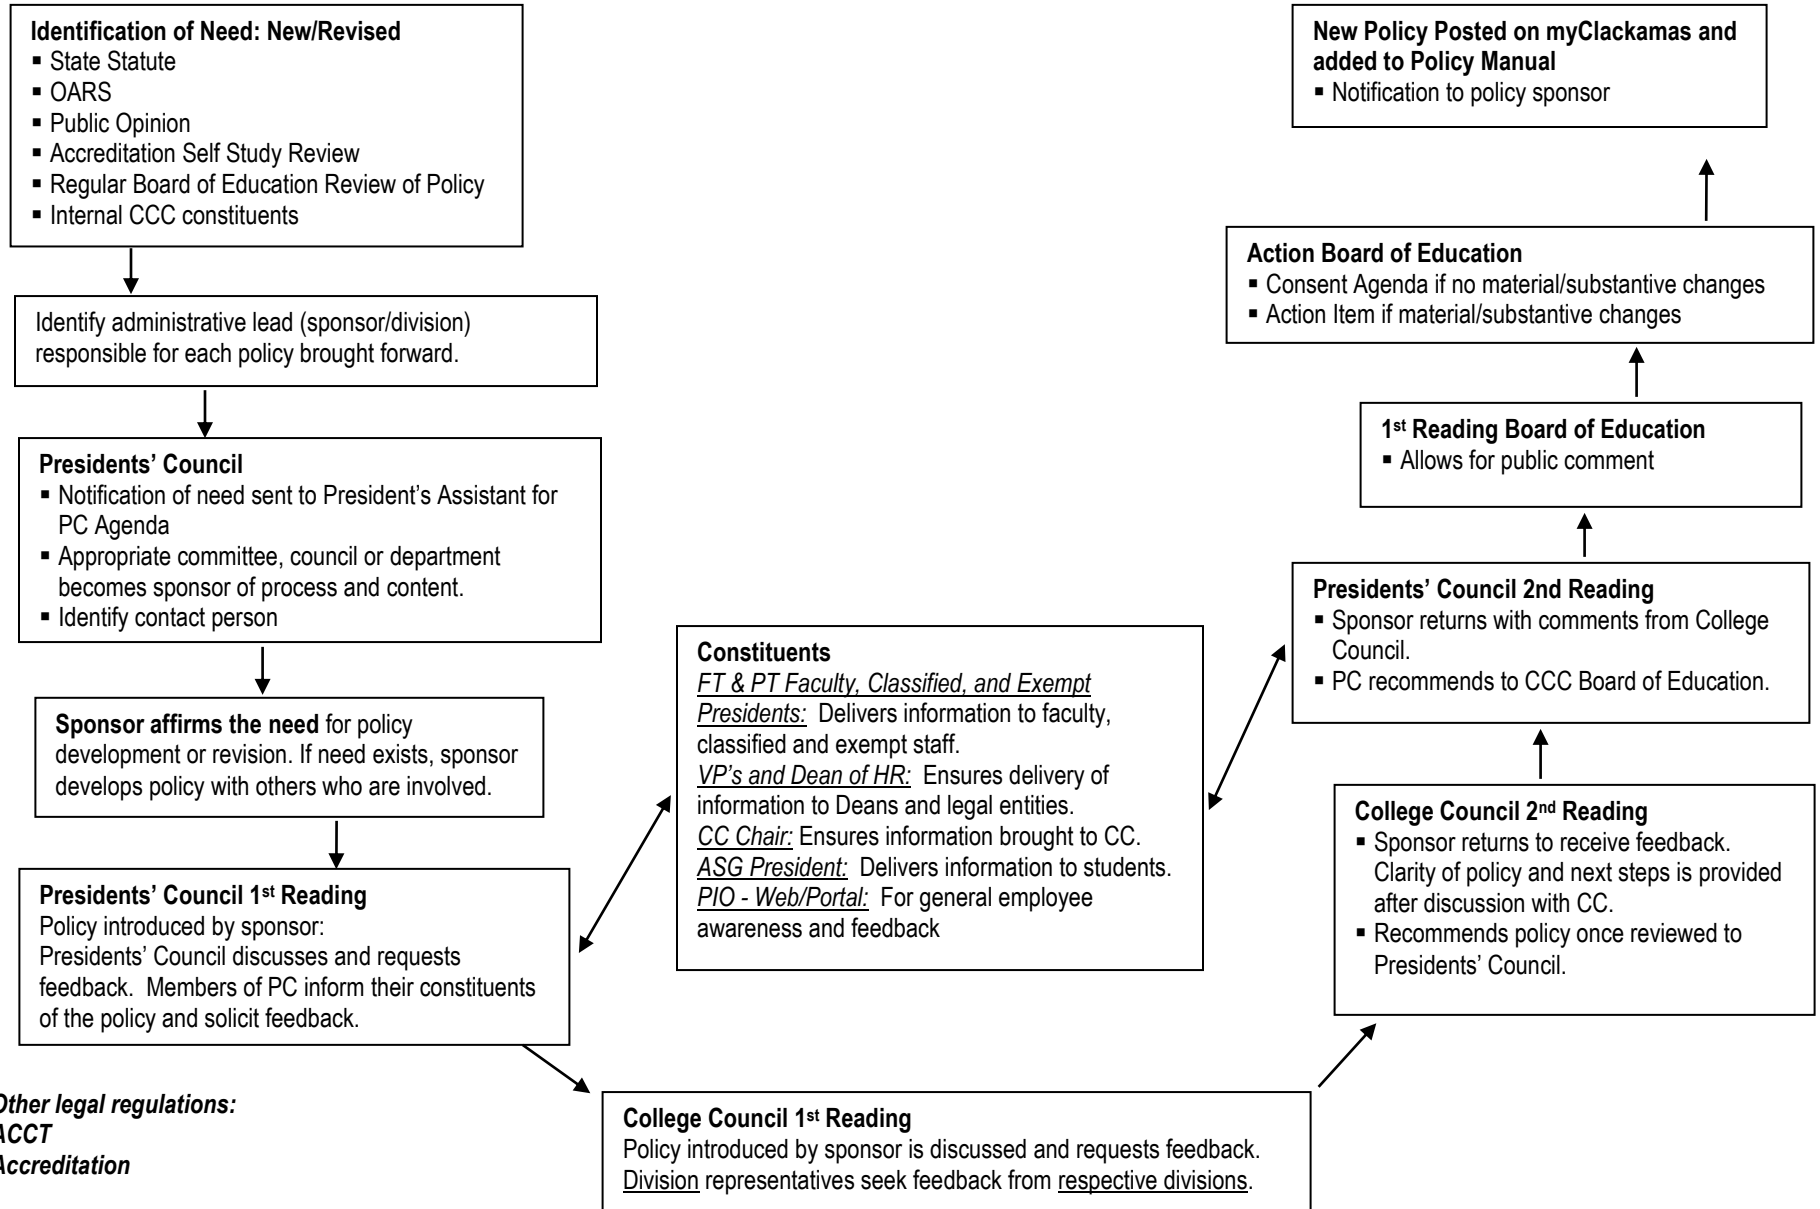 Identification of Need: New/Revised
▪ State Statute
▪ OARS
▪ Public Opinion
▪ Accreditation Self Study Review
▪ Regular Board of Education Review of Policy
▪ Internal CCC constituents
Identify administrative lead (sponsor/division)
responsible for each policy brought forward.
Presidents’ Council
▪ Notification of need sent to President’s Assistant for
PC Agenda
▪ Appropriate committee, council or department
becomes sponsor of process and content.
▪ Identify contact person
Sponsor affirms the need for policy
development or revision. If need exists, sponsor
develops policy with others who are involved.
Presidents’ Council 1st Reading
Policy introduced by sponsor:
Presidents’ Council discusses and requests
feedback. Members of PC inform their constituents
of the policy and solicit feedback.
Other legal regulations:
ACCT
Accreditation
Constituents
FT & PT Faculty, Classified, and Exempt
Presidents: Delivers information to faculty,
classified and exempt staff.
VP’s and Dean of HR: Ensures delivery of
information to Deans and legal entities.
CC Chair: Ensures information brought to CC.
ASG President: Delivers information to students.
PIO - Web/Portal: For general employee
awareness and feedback
College Council 1st Reading
Policy introduced by sponsor is discussed and requests feedback.
Division representatives seek feedback from respective divisions.
New Policy Posted on myClackamas and
added to Policy Manual
▪ Notification to policy sponsor
Action Board of Education
▪ Consent Agenda if no material/substantive changes
▪ Action Item if material/substantive changes
1st Reading Board of Education
▪ Allows for public comment
Presidents’ Council 2nd Reading
▪ Sponsor returns with comments from College
Council.
▪ PC recommends to CCC Board of Education.
College Council 2nd Reading
▪ Sponsor returns to receive feedback.
Clarity of policy and next steps is provided
after discussion with CC.
▪ Recommends policy once reviewed to
Presidents’ Council.